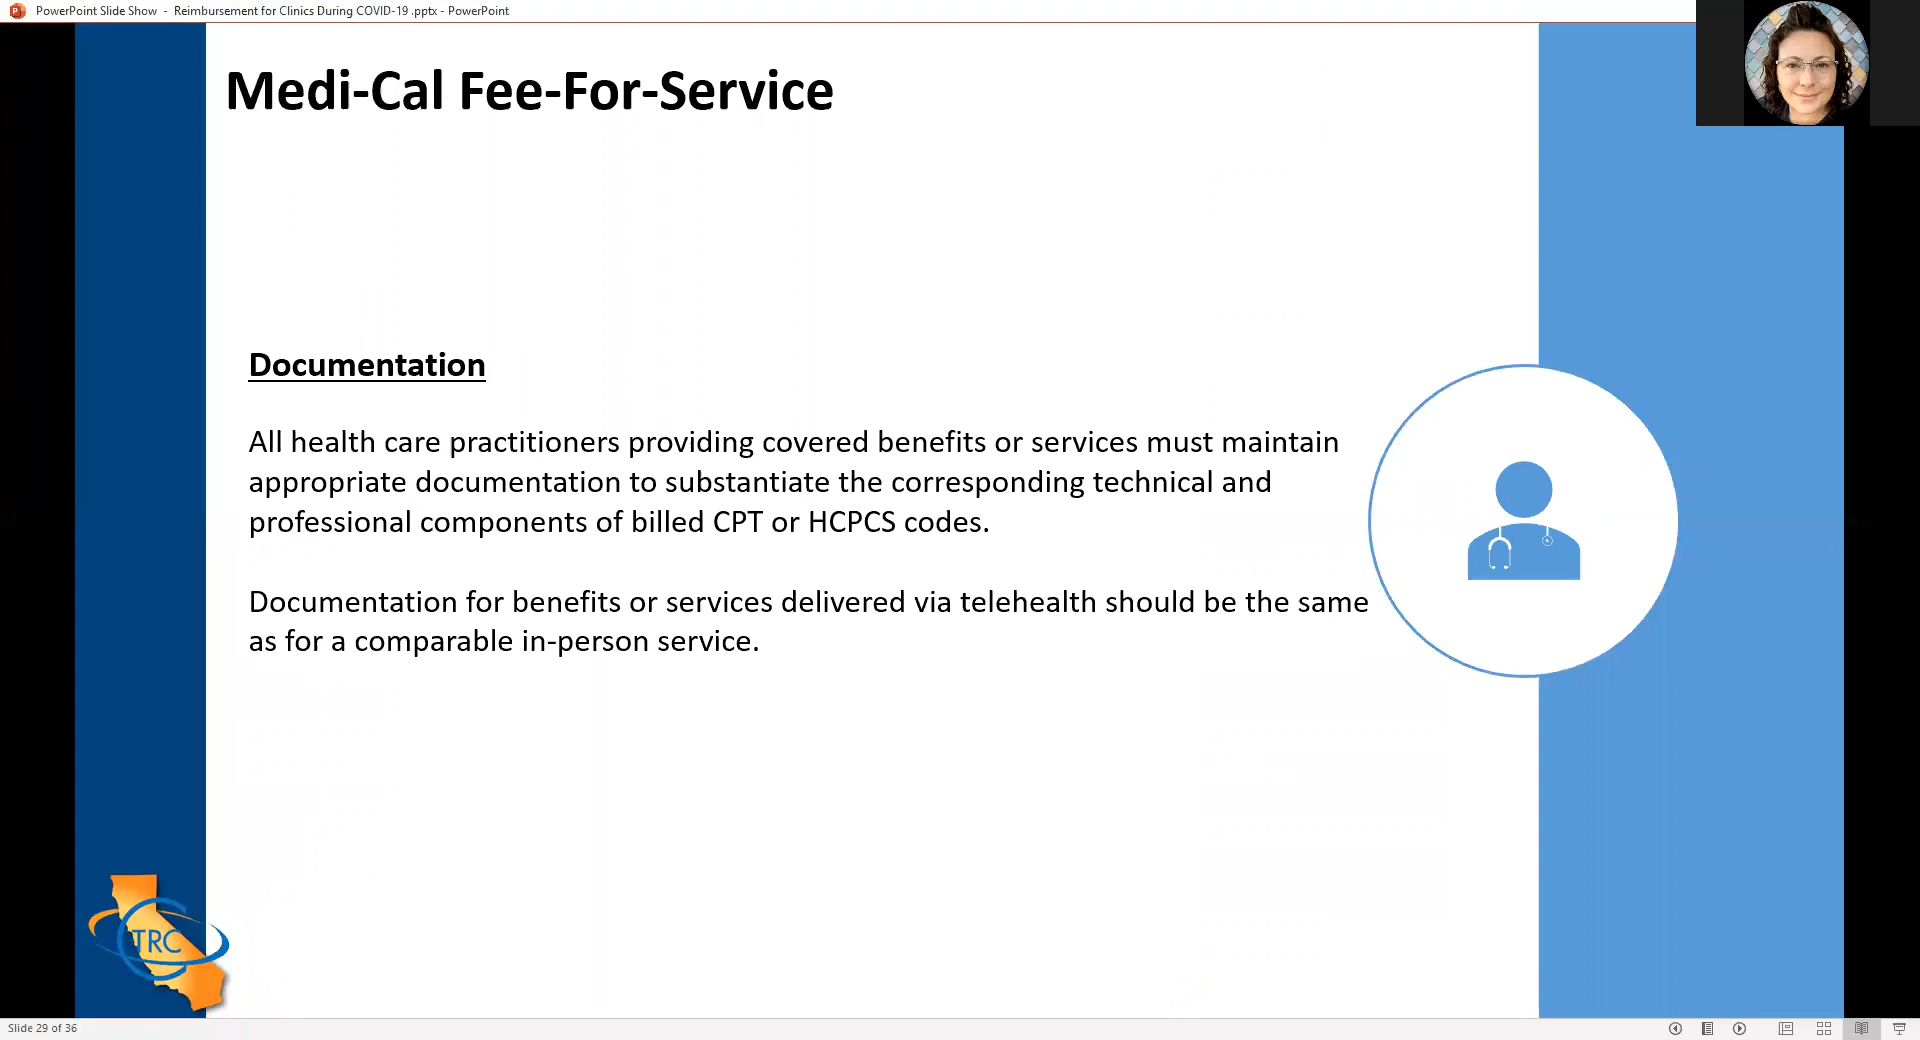 PowerPoint Slide Show - Reimbursement for Clinics During COVID-19 .pptx - PowerPoint
Medi-Cal Fee-For-Service
Documentation
All health care practitioners providing covered benefits or services must maintain
appropriate documentation to substantiate the corresponding technical and
professional components of billed CPT or HCPCS codes.
Documentation for benefits or services delivered via telehealth should be the same
as for a comparable in-person service.
TRC
Slide 29 of 36